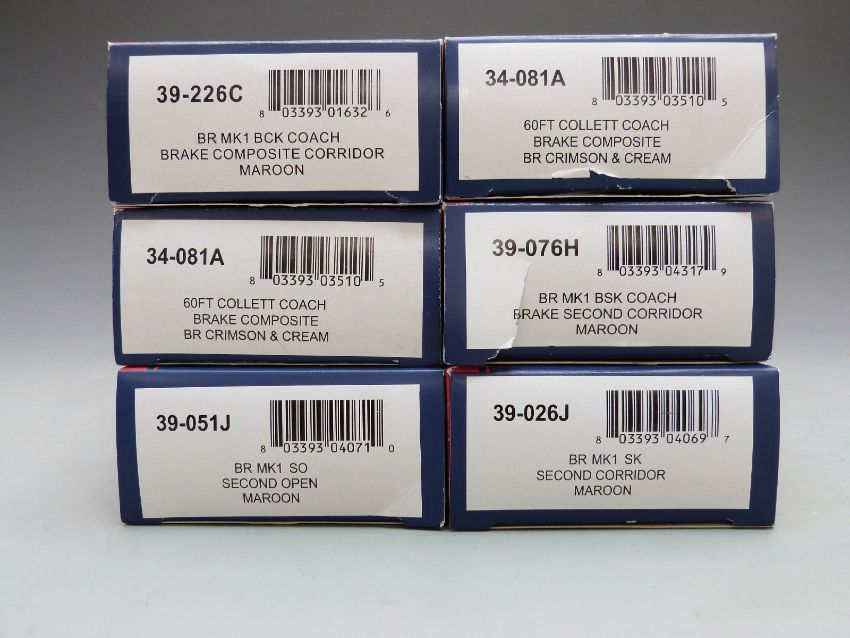 39-226C
8 03393 01632 6
BR MK1 BCK COACH
BRAKE COMPOSITE CORRIDOR
MAROON
34-081A
8 03393 03510 5
60FT COLLETT COACH
BRAKE COMPOSITE
BR CRIMSON & CREAM
34-081A
8 03393 03510 5
60FT COLLETT COACH
BRAKE COMPOSITE
BR CRIMSON & CREAM
39-076H
8 03393 04317 9
BR MK1 BSK COACH
BRAKE SECOND CORRIDOR
MAROON
39-051J
8 03393 04071 0
BR MK1 SO
SECOND OPEN
MAROON
39-026J
8 03393 04069 7
BR MK1 SK
SECOND CORRIDOR
MAROON